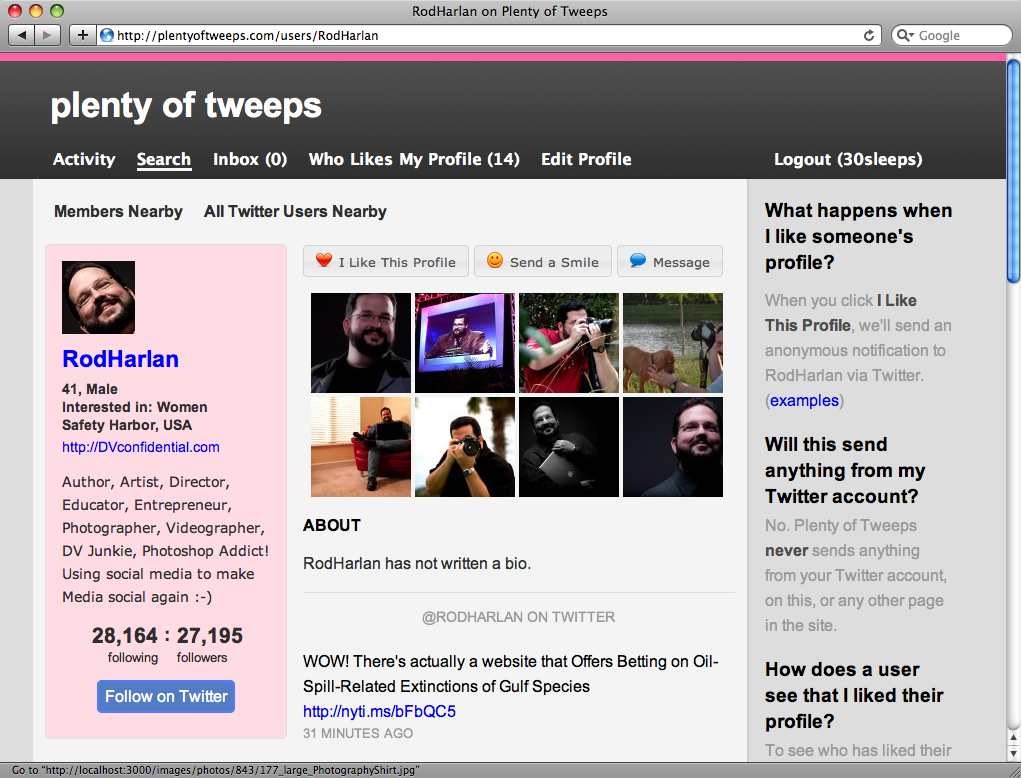 RodHarlan on Plenty of Tweeps
http://plentyoftweeps.com/users/RodHarlan
Google
plenty of tweeps
Activity Search Inbox (0) Who Likes My Profile (14) Edit Profile Logout (30sleeps)
Members Nearby All Twitter Users Nearby
RodHarlan
41, Male
Interested in: Women
Safety Harbor, USA
http://DVconfidential.com
Author, Artist, Director,
Educator, Entrepreneur,
Photographer, Videographer,
DV Junkie, Photoshop Addict!
Using social media to make
Media social again :-)
28,164 : 27,195
following followers
Follow on Twitter
I Like This Profile Send a Smile Message
ABOUT
RodHarlan has not written a bio.
@RODHARLAN ON TWITTER
WOW! There's actually a website that Offers Betting on Oil-
Spill-Related Extinctions of Gulf Species
http://nyti.ms/bFbQC5
31 MINUTES AGO
What happens when
I like someone's
profile?
When you click I Like
This Profile, we'll send an
anonymous notification to
RodHarlan via Twitter.
(examples)
Will this send
anything from my
Twitter account?
No. Plenty of Tweeps
never sends anything
from your Twitter account,
on this, or any other page
in the site.
How does a user
see that I liked their
profile?
To see who has liked their
Go to "http://localhost:3000/images/photos/843/177_large_PhotographyShirt.jpg"